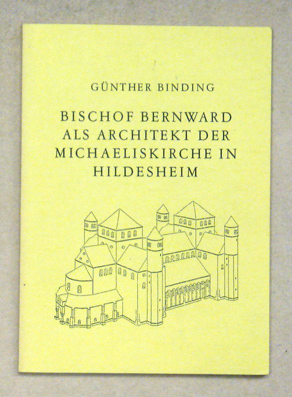 GÜNTHER BINDING
BISCHOF BERNWARD
ALS ARCHITEKT DER
MICHAELISKIRCHE IN
HILDESHEIM